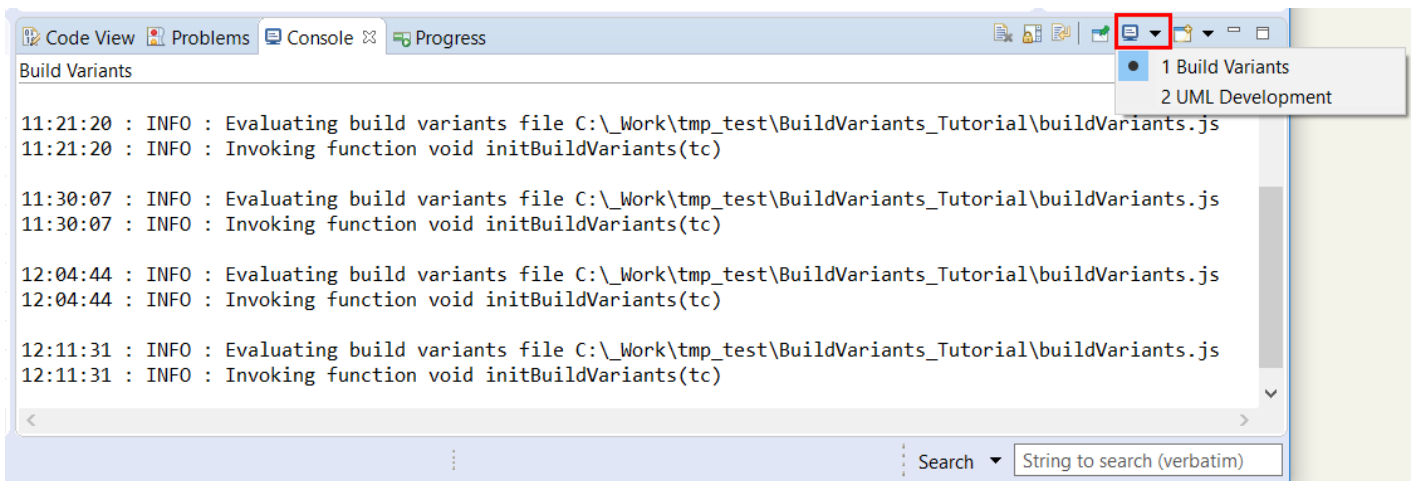 Code View Problems Console Progress
Build Variants
1 Build Variants
2 UML Development
11:21:20 : INFO : Evaluating build variants file C:\_Work\tmp_test\BuildVariants_Tutorial\buildVariants.js
11:21:20 : INFO : Invoking function void initBuildVariants(tc)
11:30:07 : INFO : Evaluating build variants file C:\_Work\tmp_test\BuildVariants_Tutorial\buildVariants.js
11:30:07 : INFO : Invoking function void initBuildVariants(tc)
12:04:44 : INFO : Evaluating build variants file C:\_Work\tmp_test\BuildVariants_Tutorial\buildVariants.js
12:04:44 : INFO : Invoking function void initBuildVariants(tc)
12:11:31 : INFO : Evaluating build variants file C:\_Work\tmp_test\BuildVariants_Tutorial\buildVariants.js
12:11:31 : INFO : Invoking function void initBuildVariants(tc)
Search String to search (verbatim)